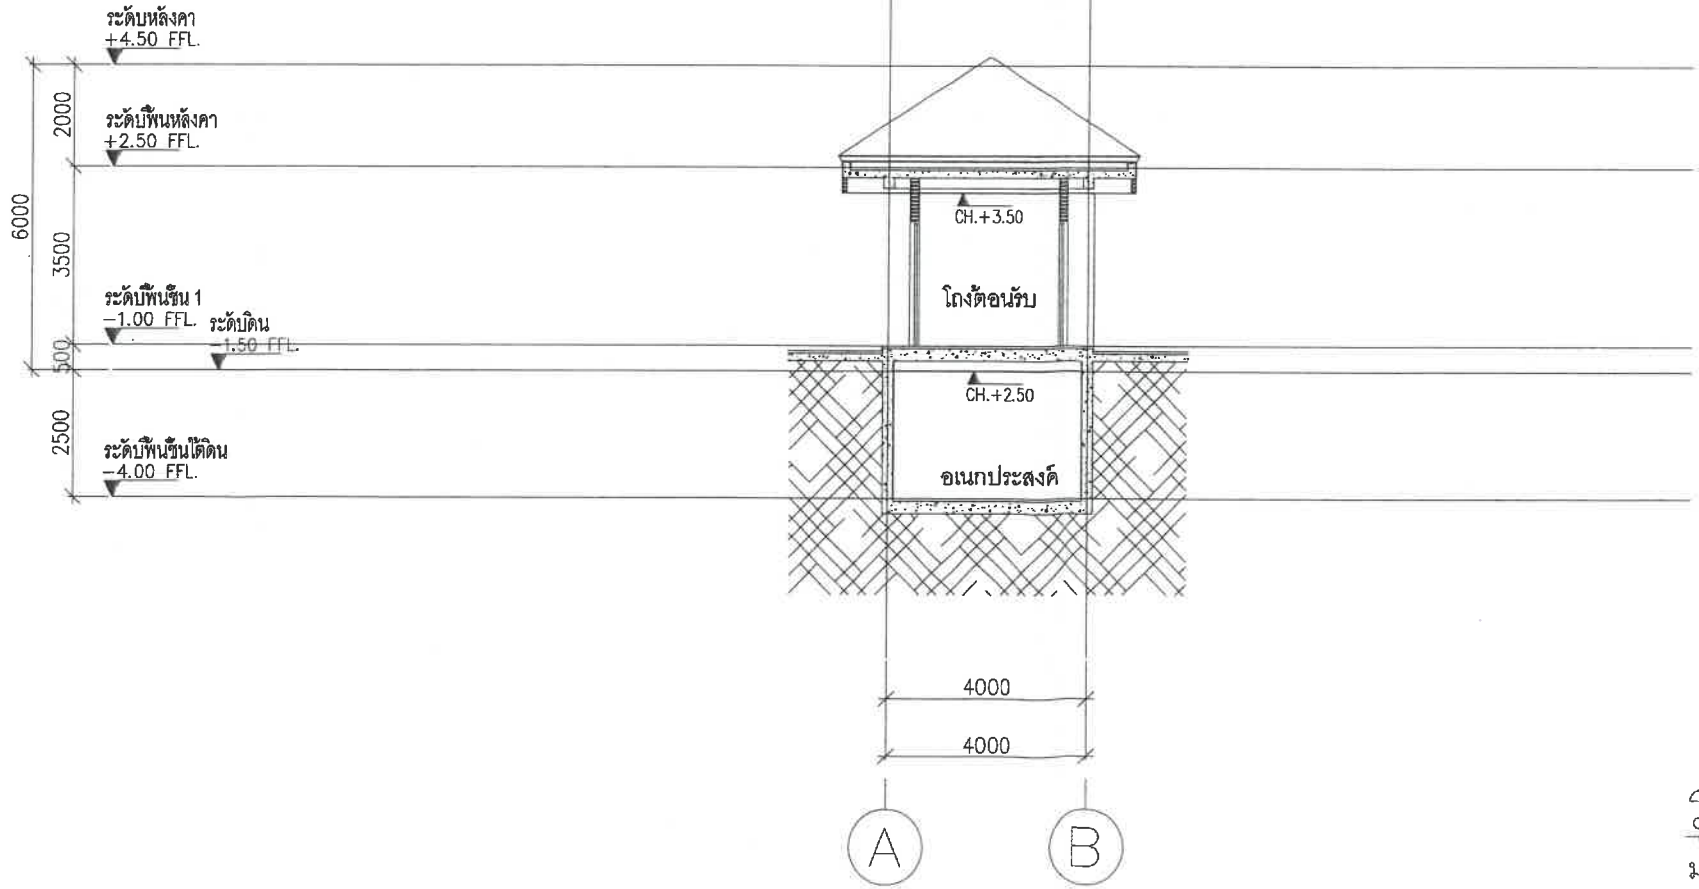 ระดับหลังคา
+4.50 FFL.
2000
ระดับพื้นหลังคา
+2.50 FFL.
6000
3500
CH.+3.50
โถงต้อนรับ
ระดับพื้นชั้น 1
-1.00 FFL.
ระดับดิน
-1.50 FFL.
500
CH.+2.50
2500
ระดับพื้นชั้นใต้ดิน
-4.00 FFL.
อเนกประสงค์
4000
4000
A
B